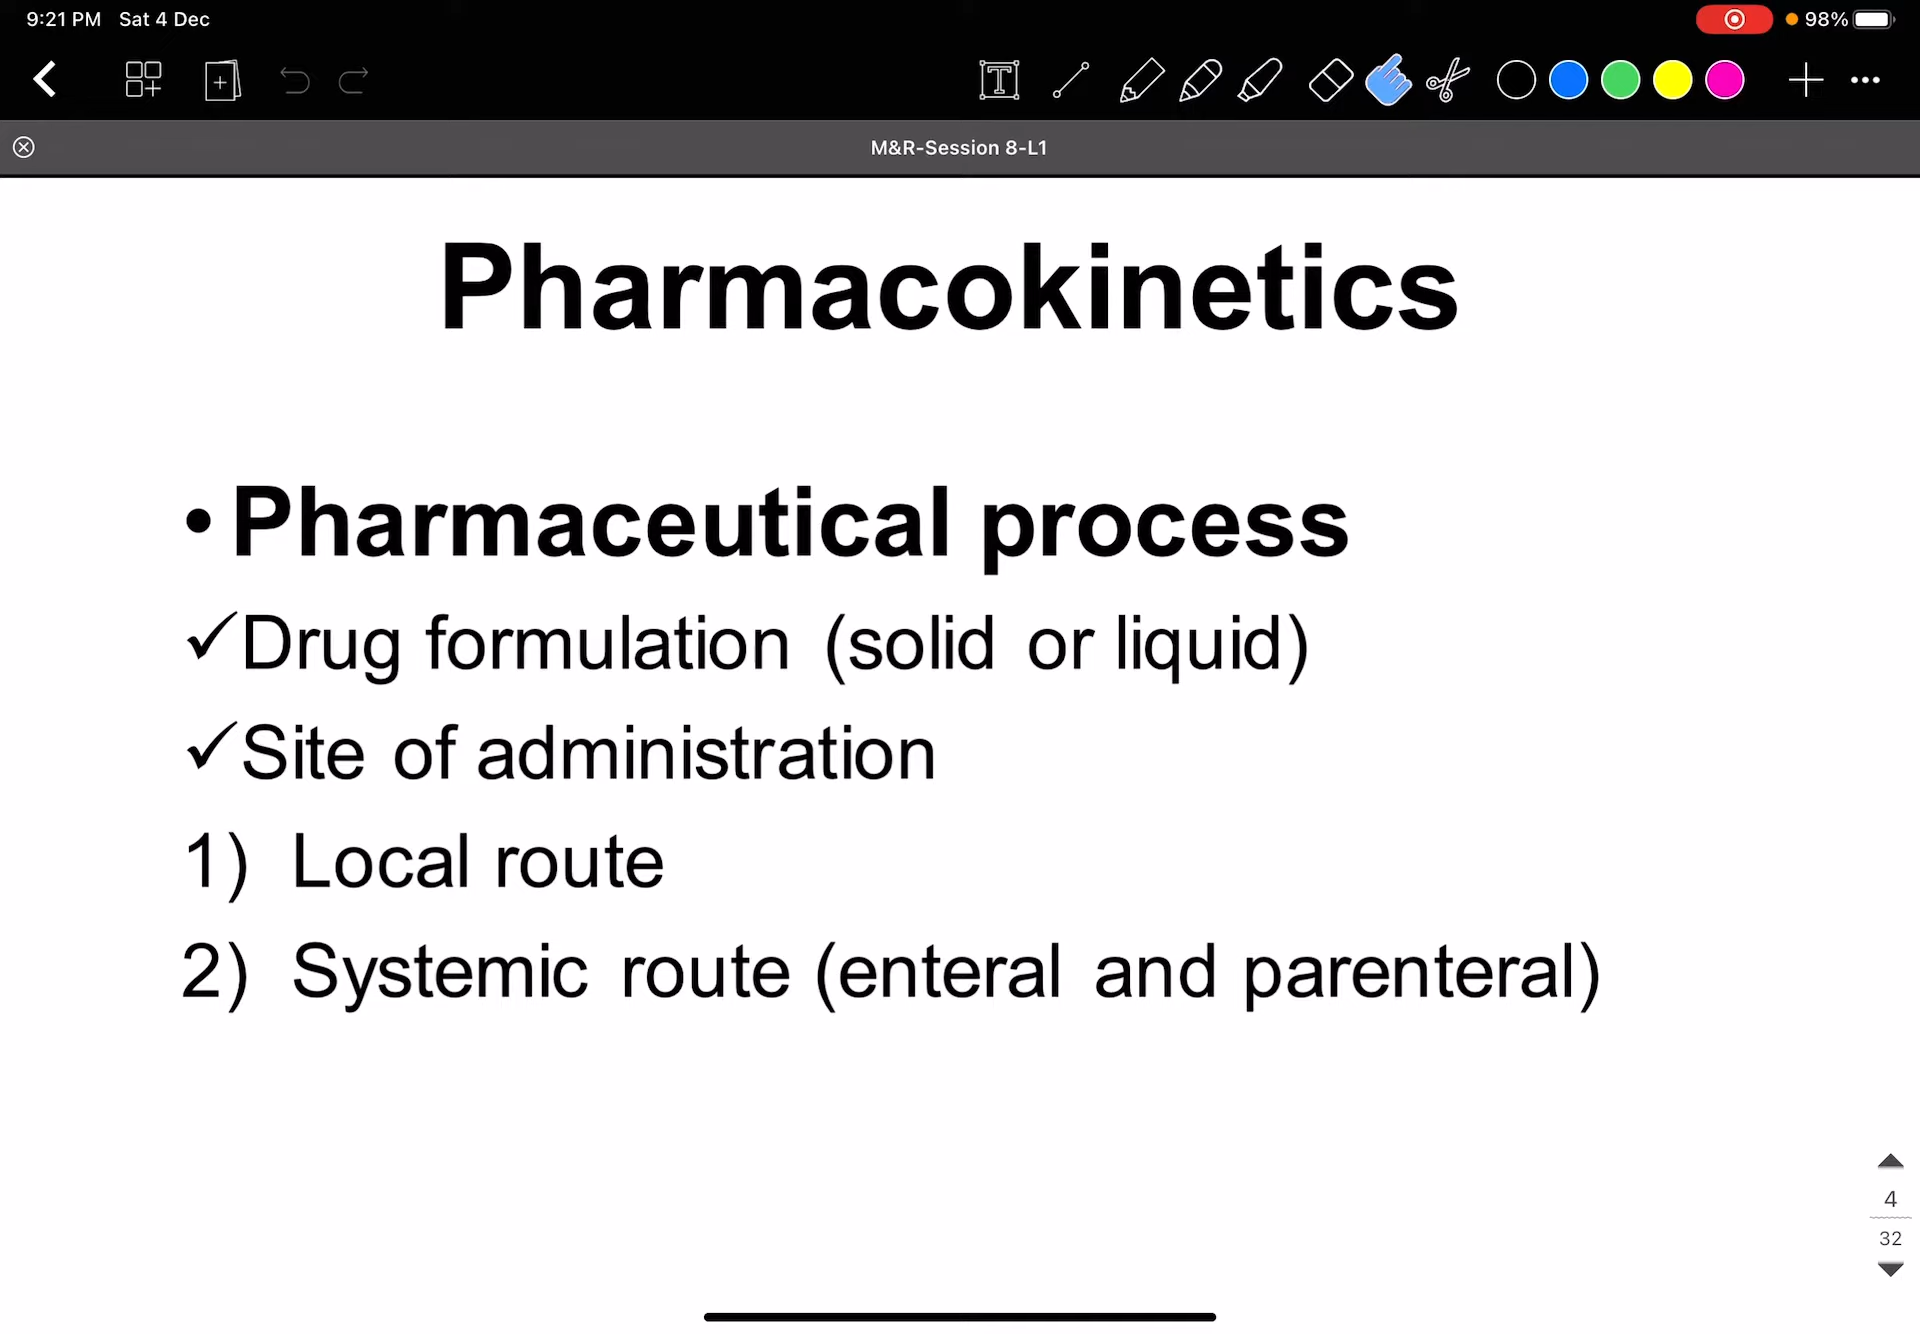 9:21 PM Sat 4 Dec
98%
T
M&R-Session 8-L1
Pharmacokinetics
• Pharmaceutical process
✓Drug formulation (solid or liquid)
✓Site of administration
1) Local route
2) Systemic route (enteral and parenteral)
4
32